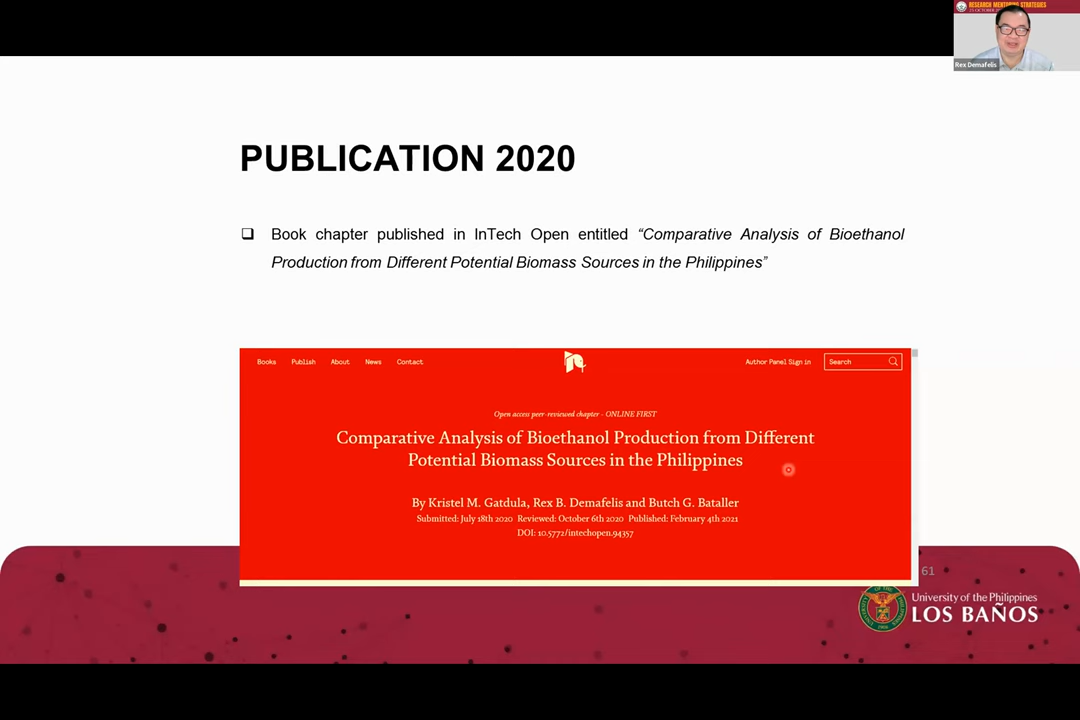 RESEARCH MENTORING STRATEGIES
Rex Demafelis
PUBLICATION 2020
❑ Book chapter published in InTech Open entitled “Comparative Analysis of Bioethanol
Production from Different Potential Biomass Sources in the Philippines”
Books Publish About News Contact Author Panel Sign in Search
Open access peer-reviewed chapter - ONLINE FIRST
Comparative Analysis of Bioethanol Production from Different
Potential Biomass Sources in the Philippines
By Kristel M. Gatdula, Rex B. Demafelis and Butch G. Bataller
Submitted: July 18th 2020 Reviewed: October 6th 2020 Published: February 4th 2021
DOI: 10.5772/intechopen.94357
61
University of the Philippines
LOS BAÑOS